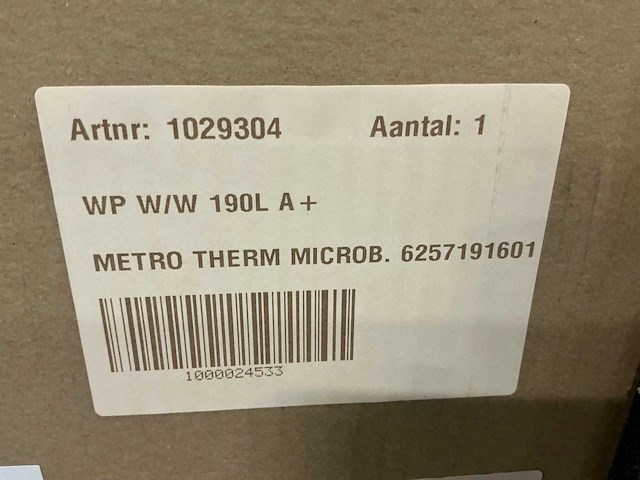 Artnr: 1029304 Aantal: 1
WP W/W 190L A+
METRO THERM MICROB. 6257191601
1000024533